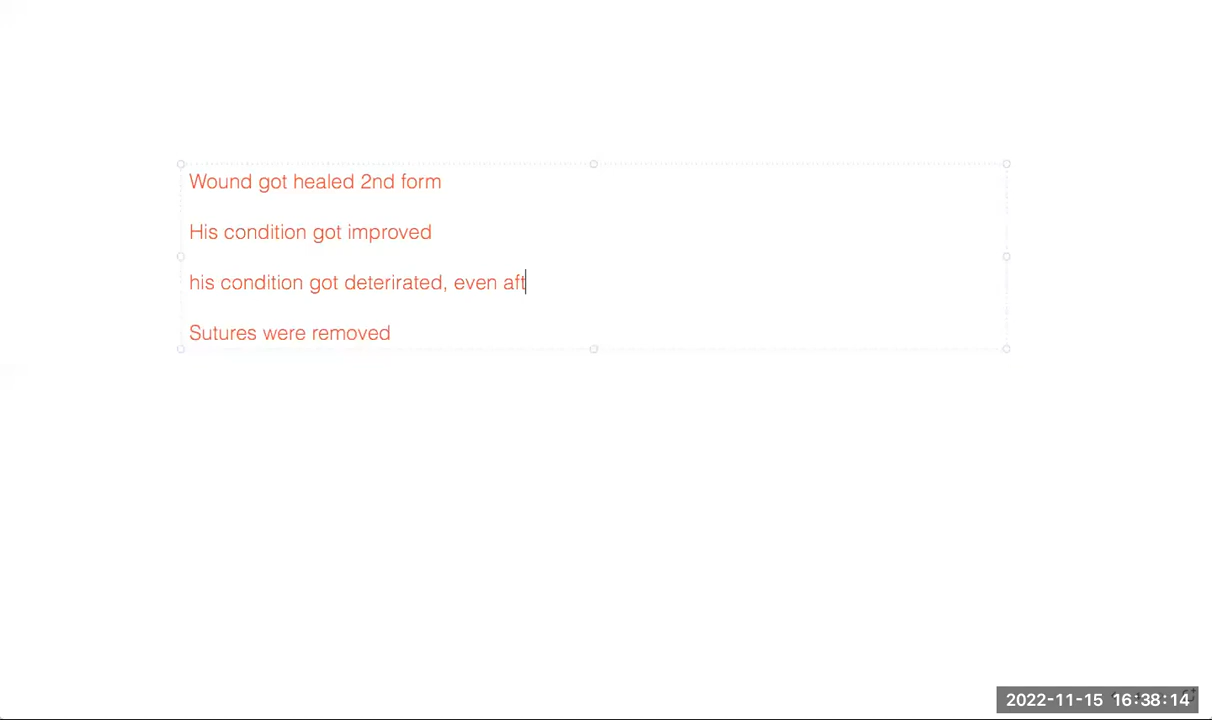 Wound got healed 2nd form
His condition got improved
his condition got deterirated, even aft
Sutures were removed
2022-11-15 16:38:14